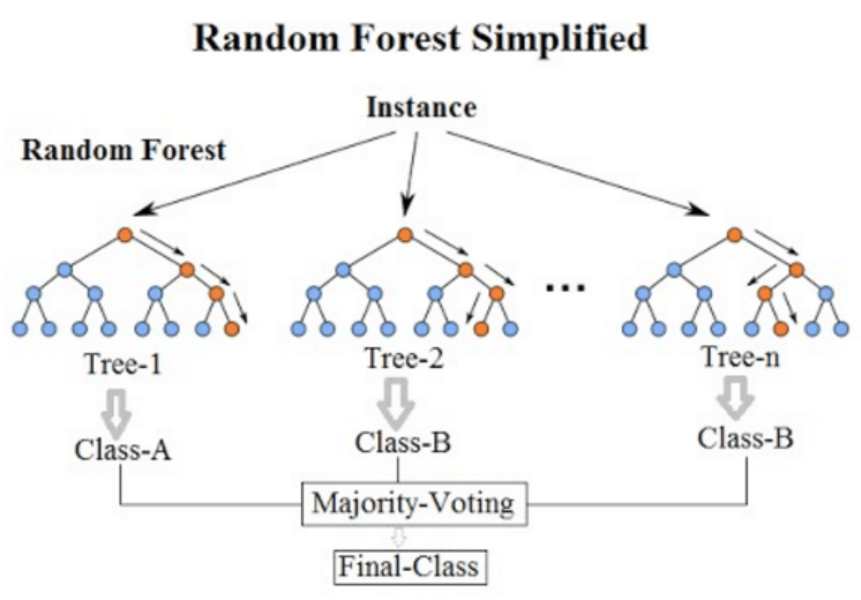 Random Forest Simplified
Instance
Random Forest
...
Tree-1
Tree-2
Tree-n
Class-A
Class-B
Class-B
Majority-Voting
Final-Class